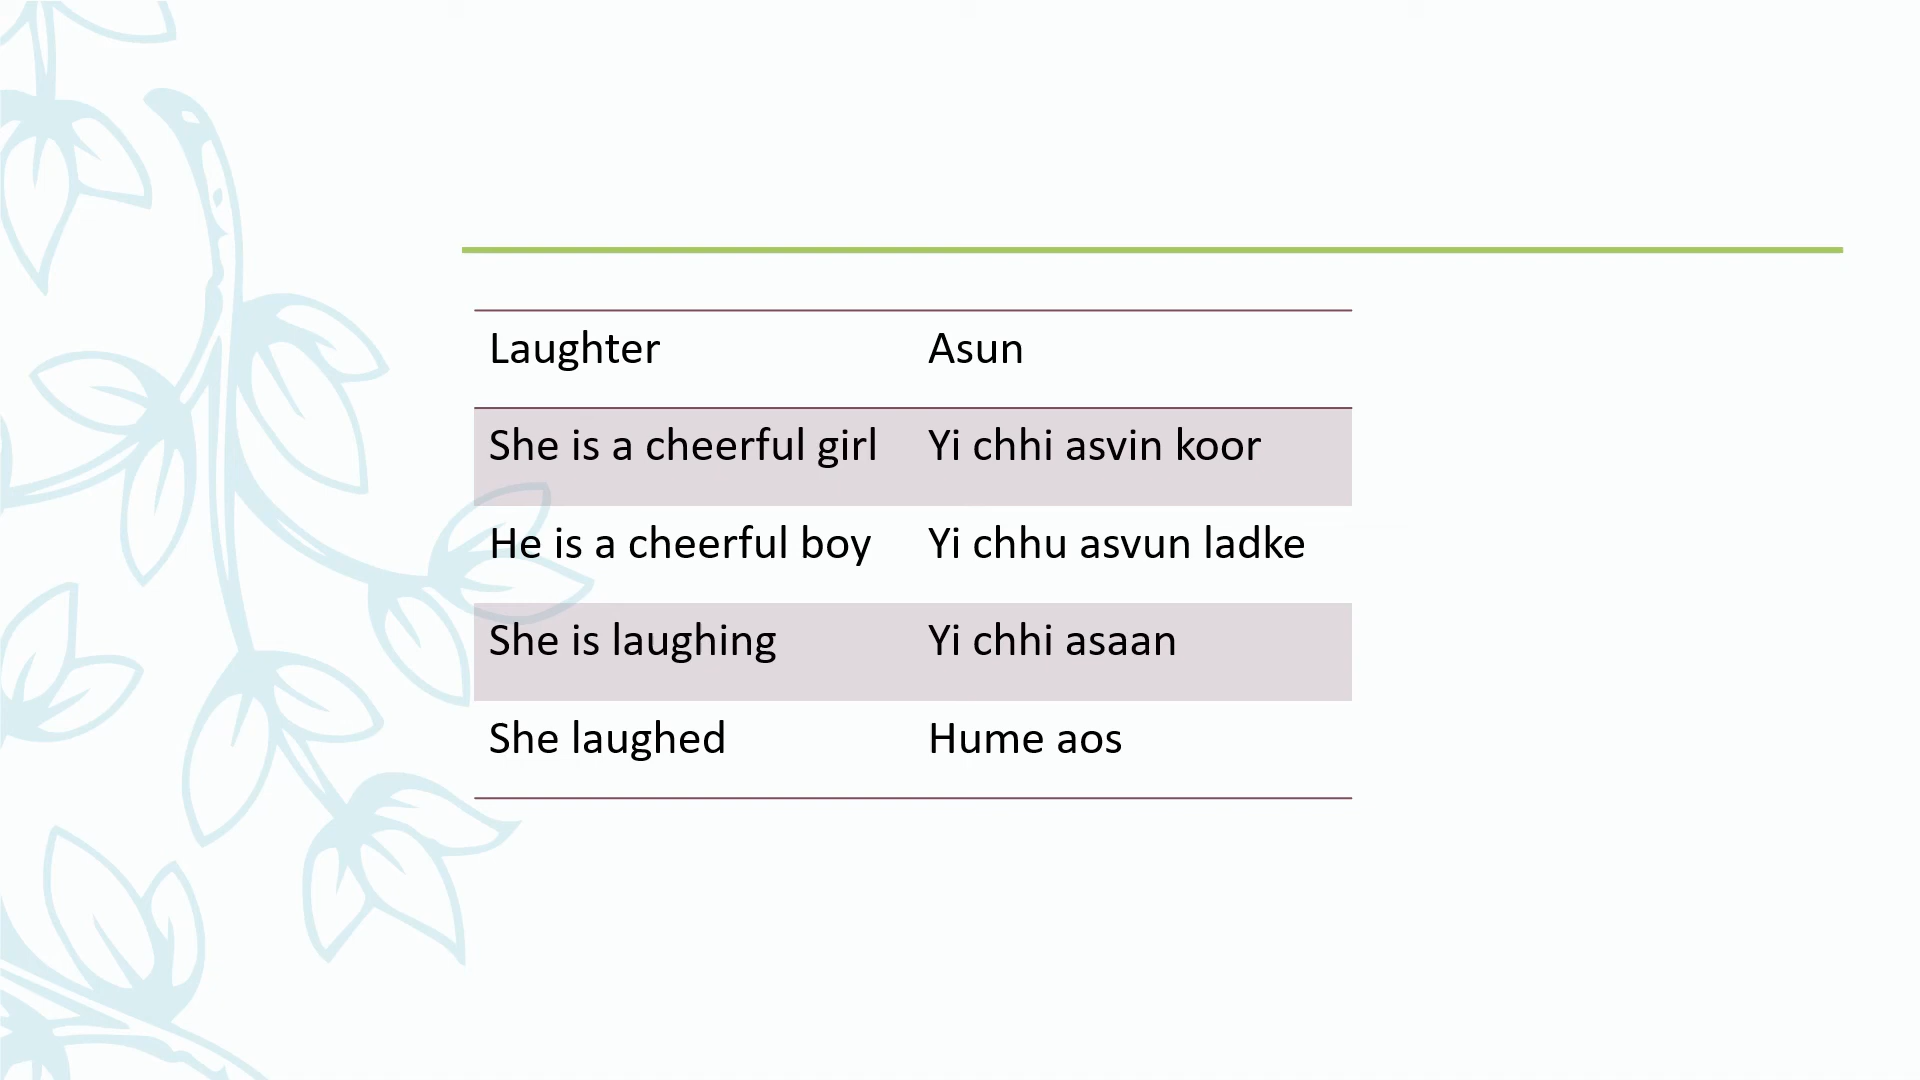 Laughter Asun
She is a cheerful girl Yi chhi asvin koor
He is a cheerful boy Yi chhu asvun ladke
She is laughing Yi chhi asaan
She laughed Hume aos